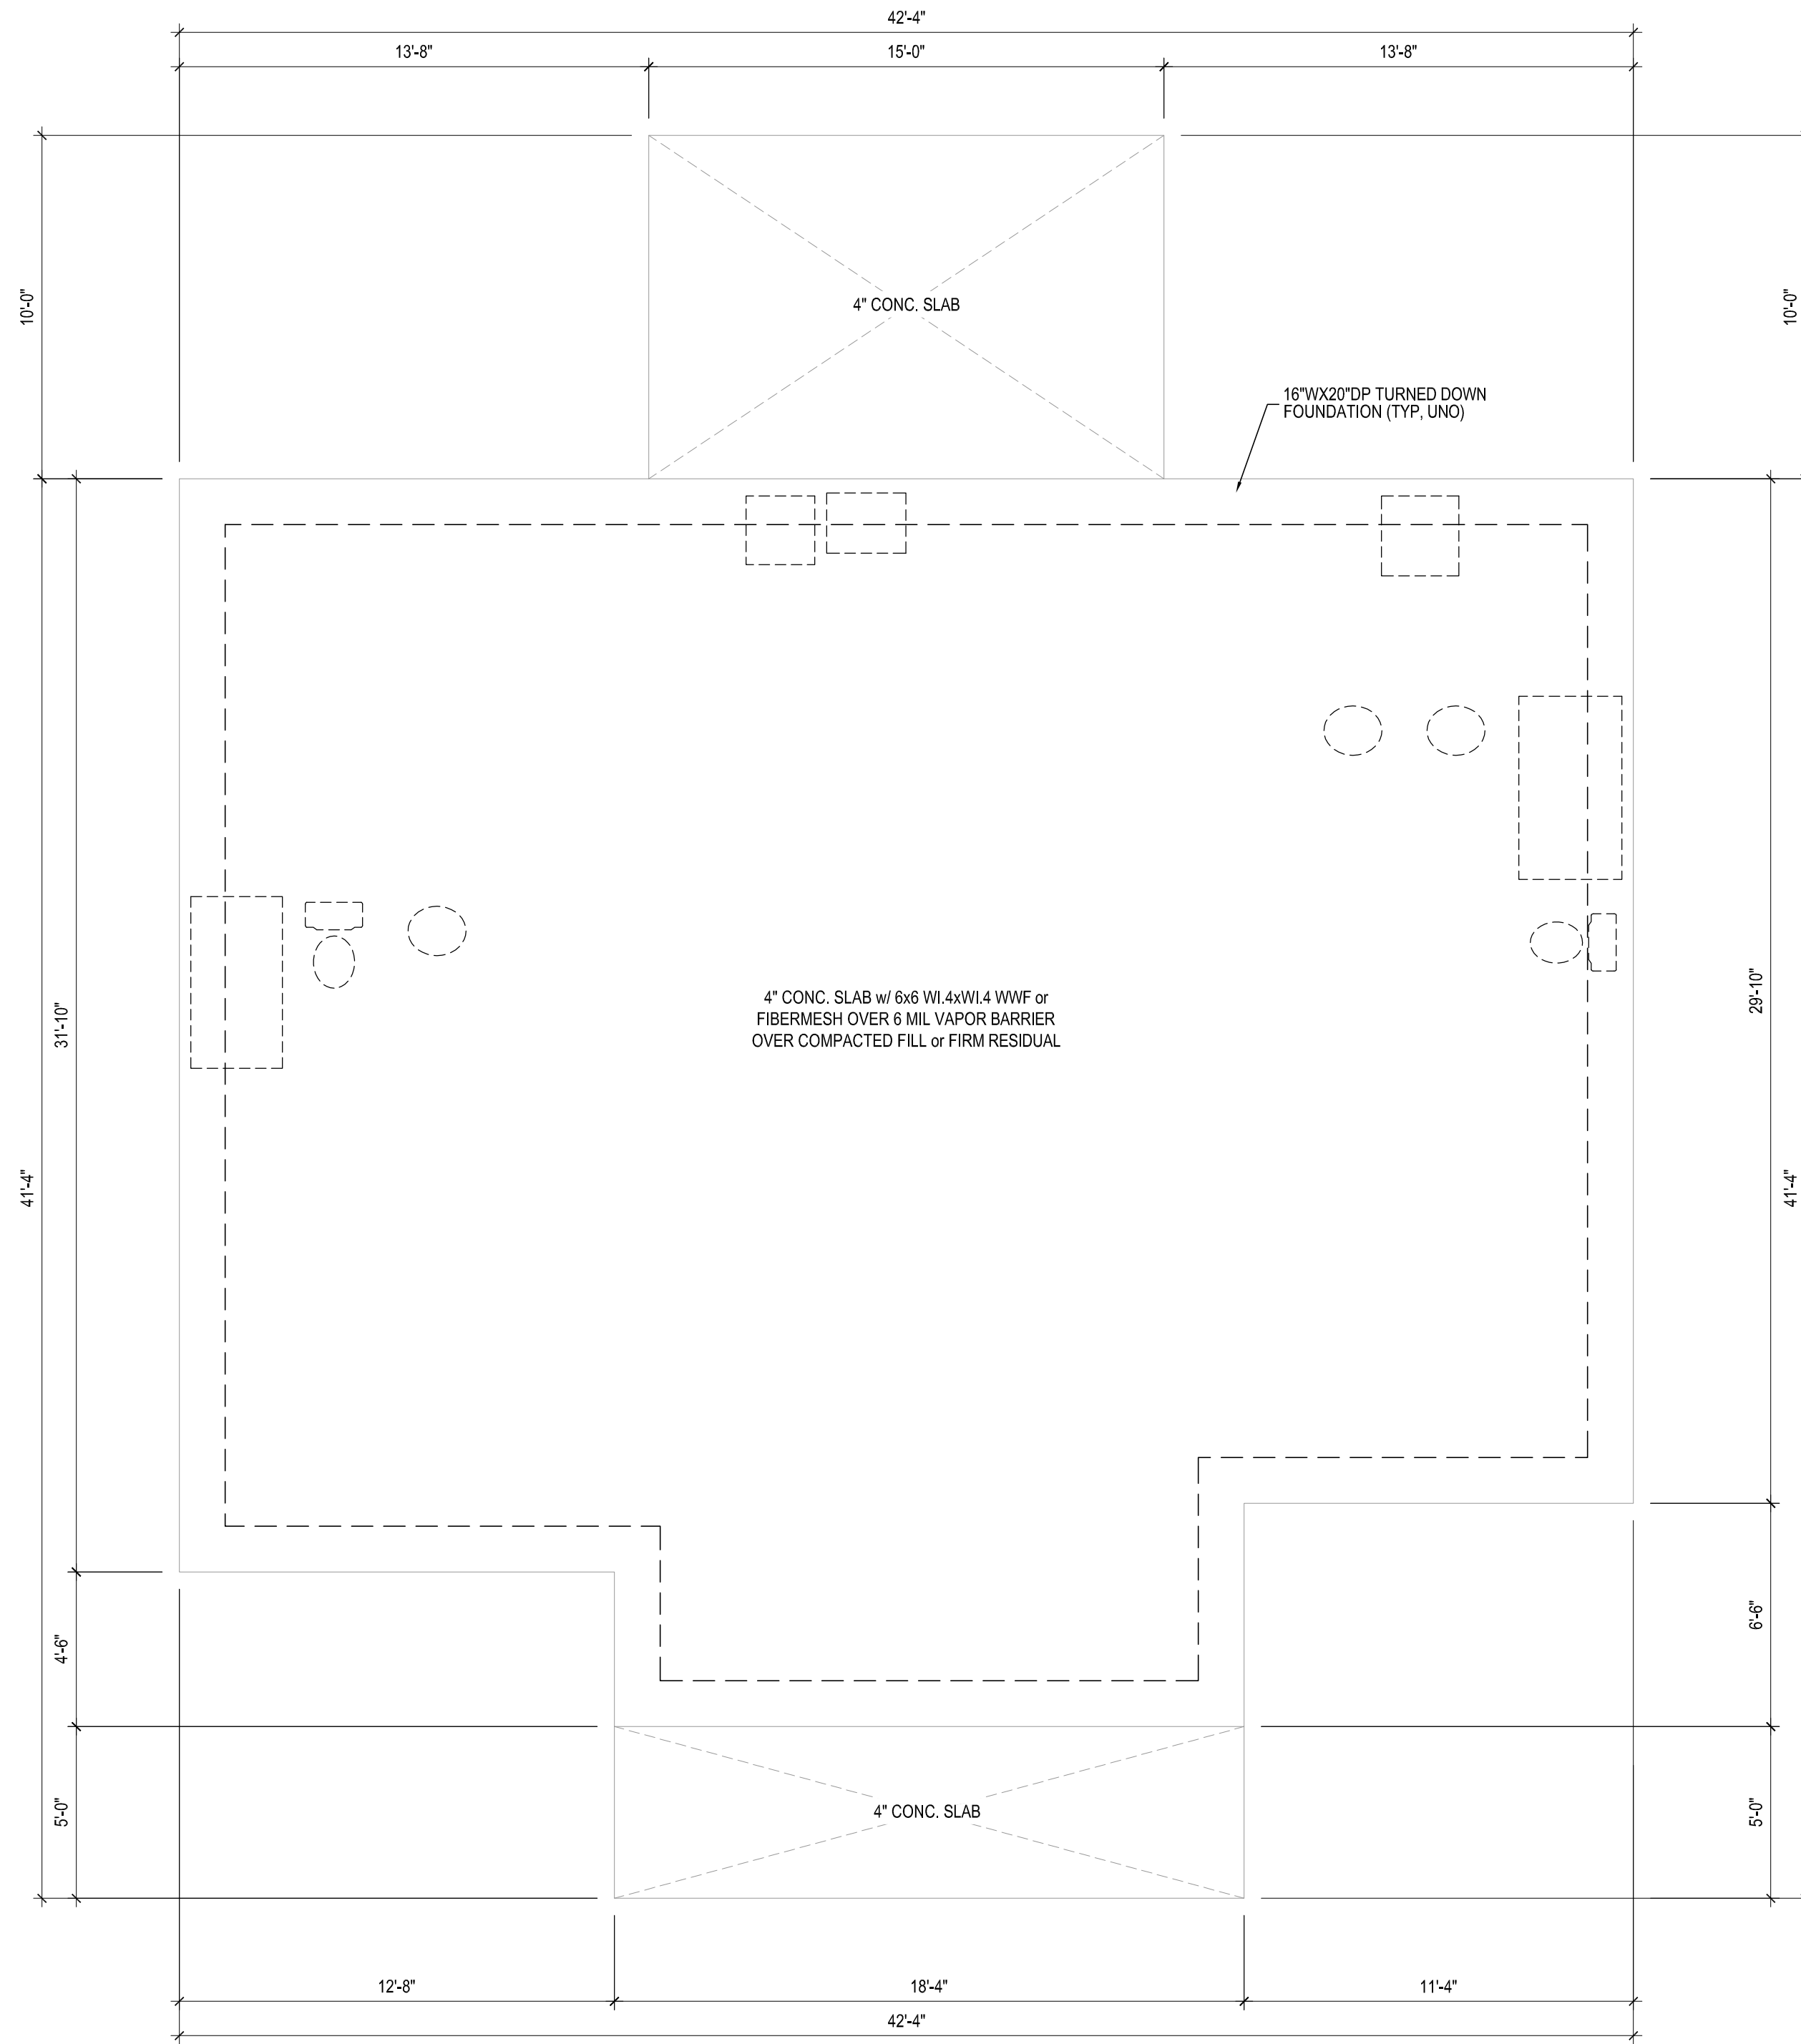 42'-4"
13'-8"
15'-0"
13'-8"
10'-0"
10'-0"
4" CONC. SLAB
16"WX20"DP TURNED DOWN
FOUNDATION (TYP, UNO)
4" CONC. SLAB w/ 6x6 WI.4xWI.4 WWF or
FIBERMESH OVER 6 MIL VAPOR BARRIER
OVER COMPACTED FILL or FIRM RESIDUAL
31'-10"
29'-10"
41'-4"
41'-4"
4'-6"
6'-6"
5'-0"
5'-0"
4" CONC. SLAB
12'-8"
18'-4"
11'-4"
42'-4"